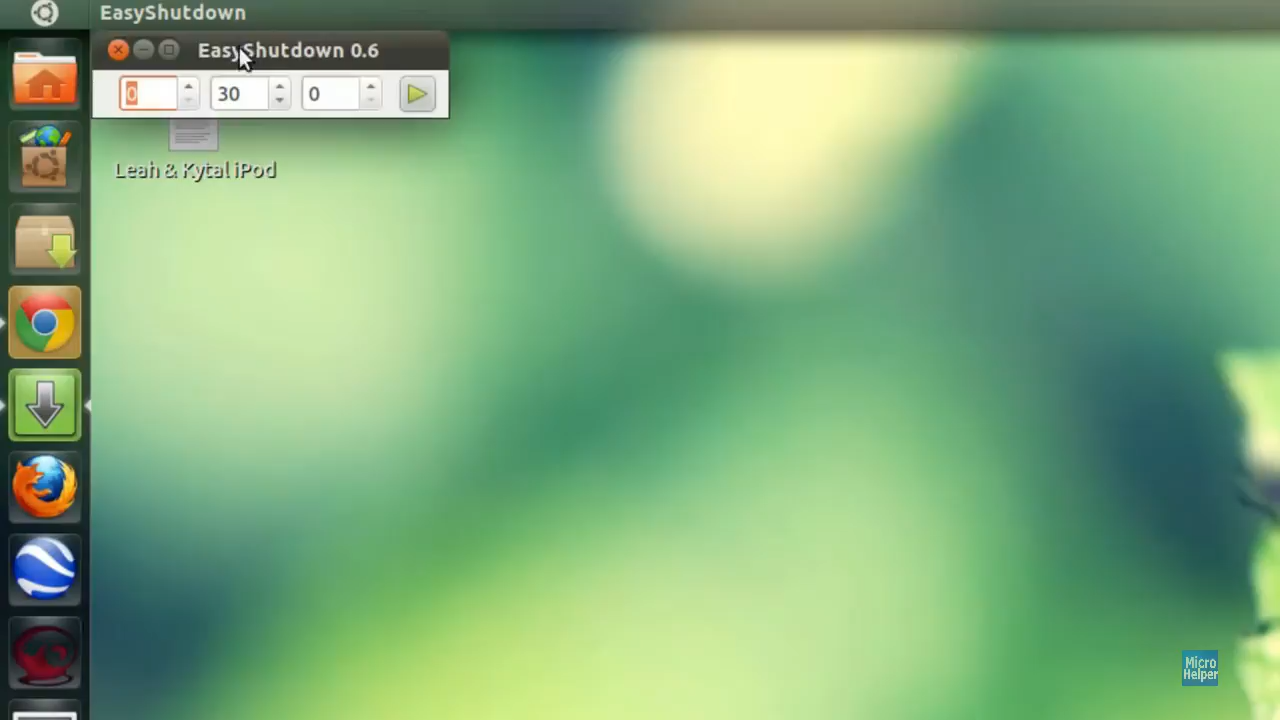 EasyShutdown
EasyShutdown 0.6
0
30
0
Leah & Kytal iPod
Micro
Helper